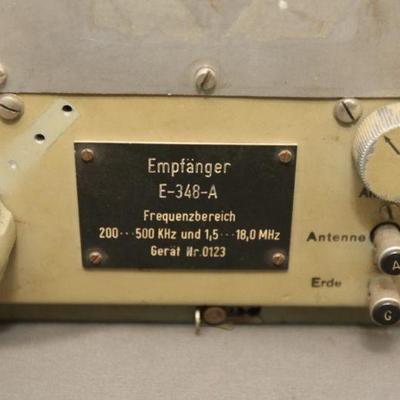 Empfänger
E-348-A
Frequenzbereich
200···500 KHz und 1,5···18,0 MHz
Gerät Nr.0123
Antenne
A
Erde
G